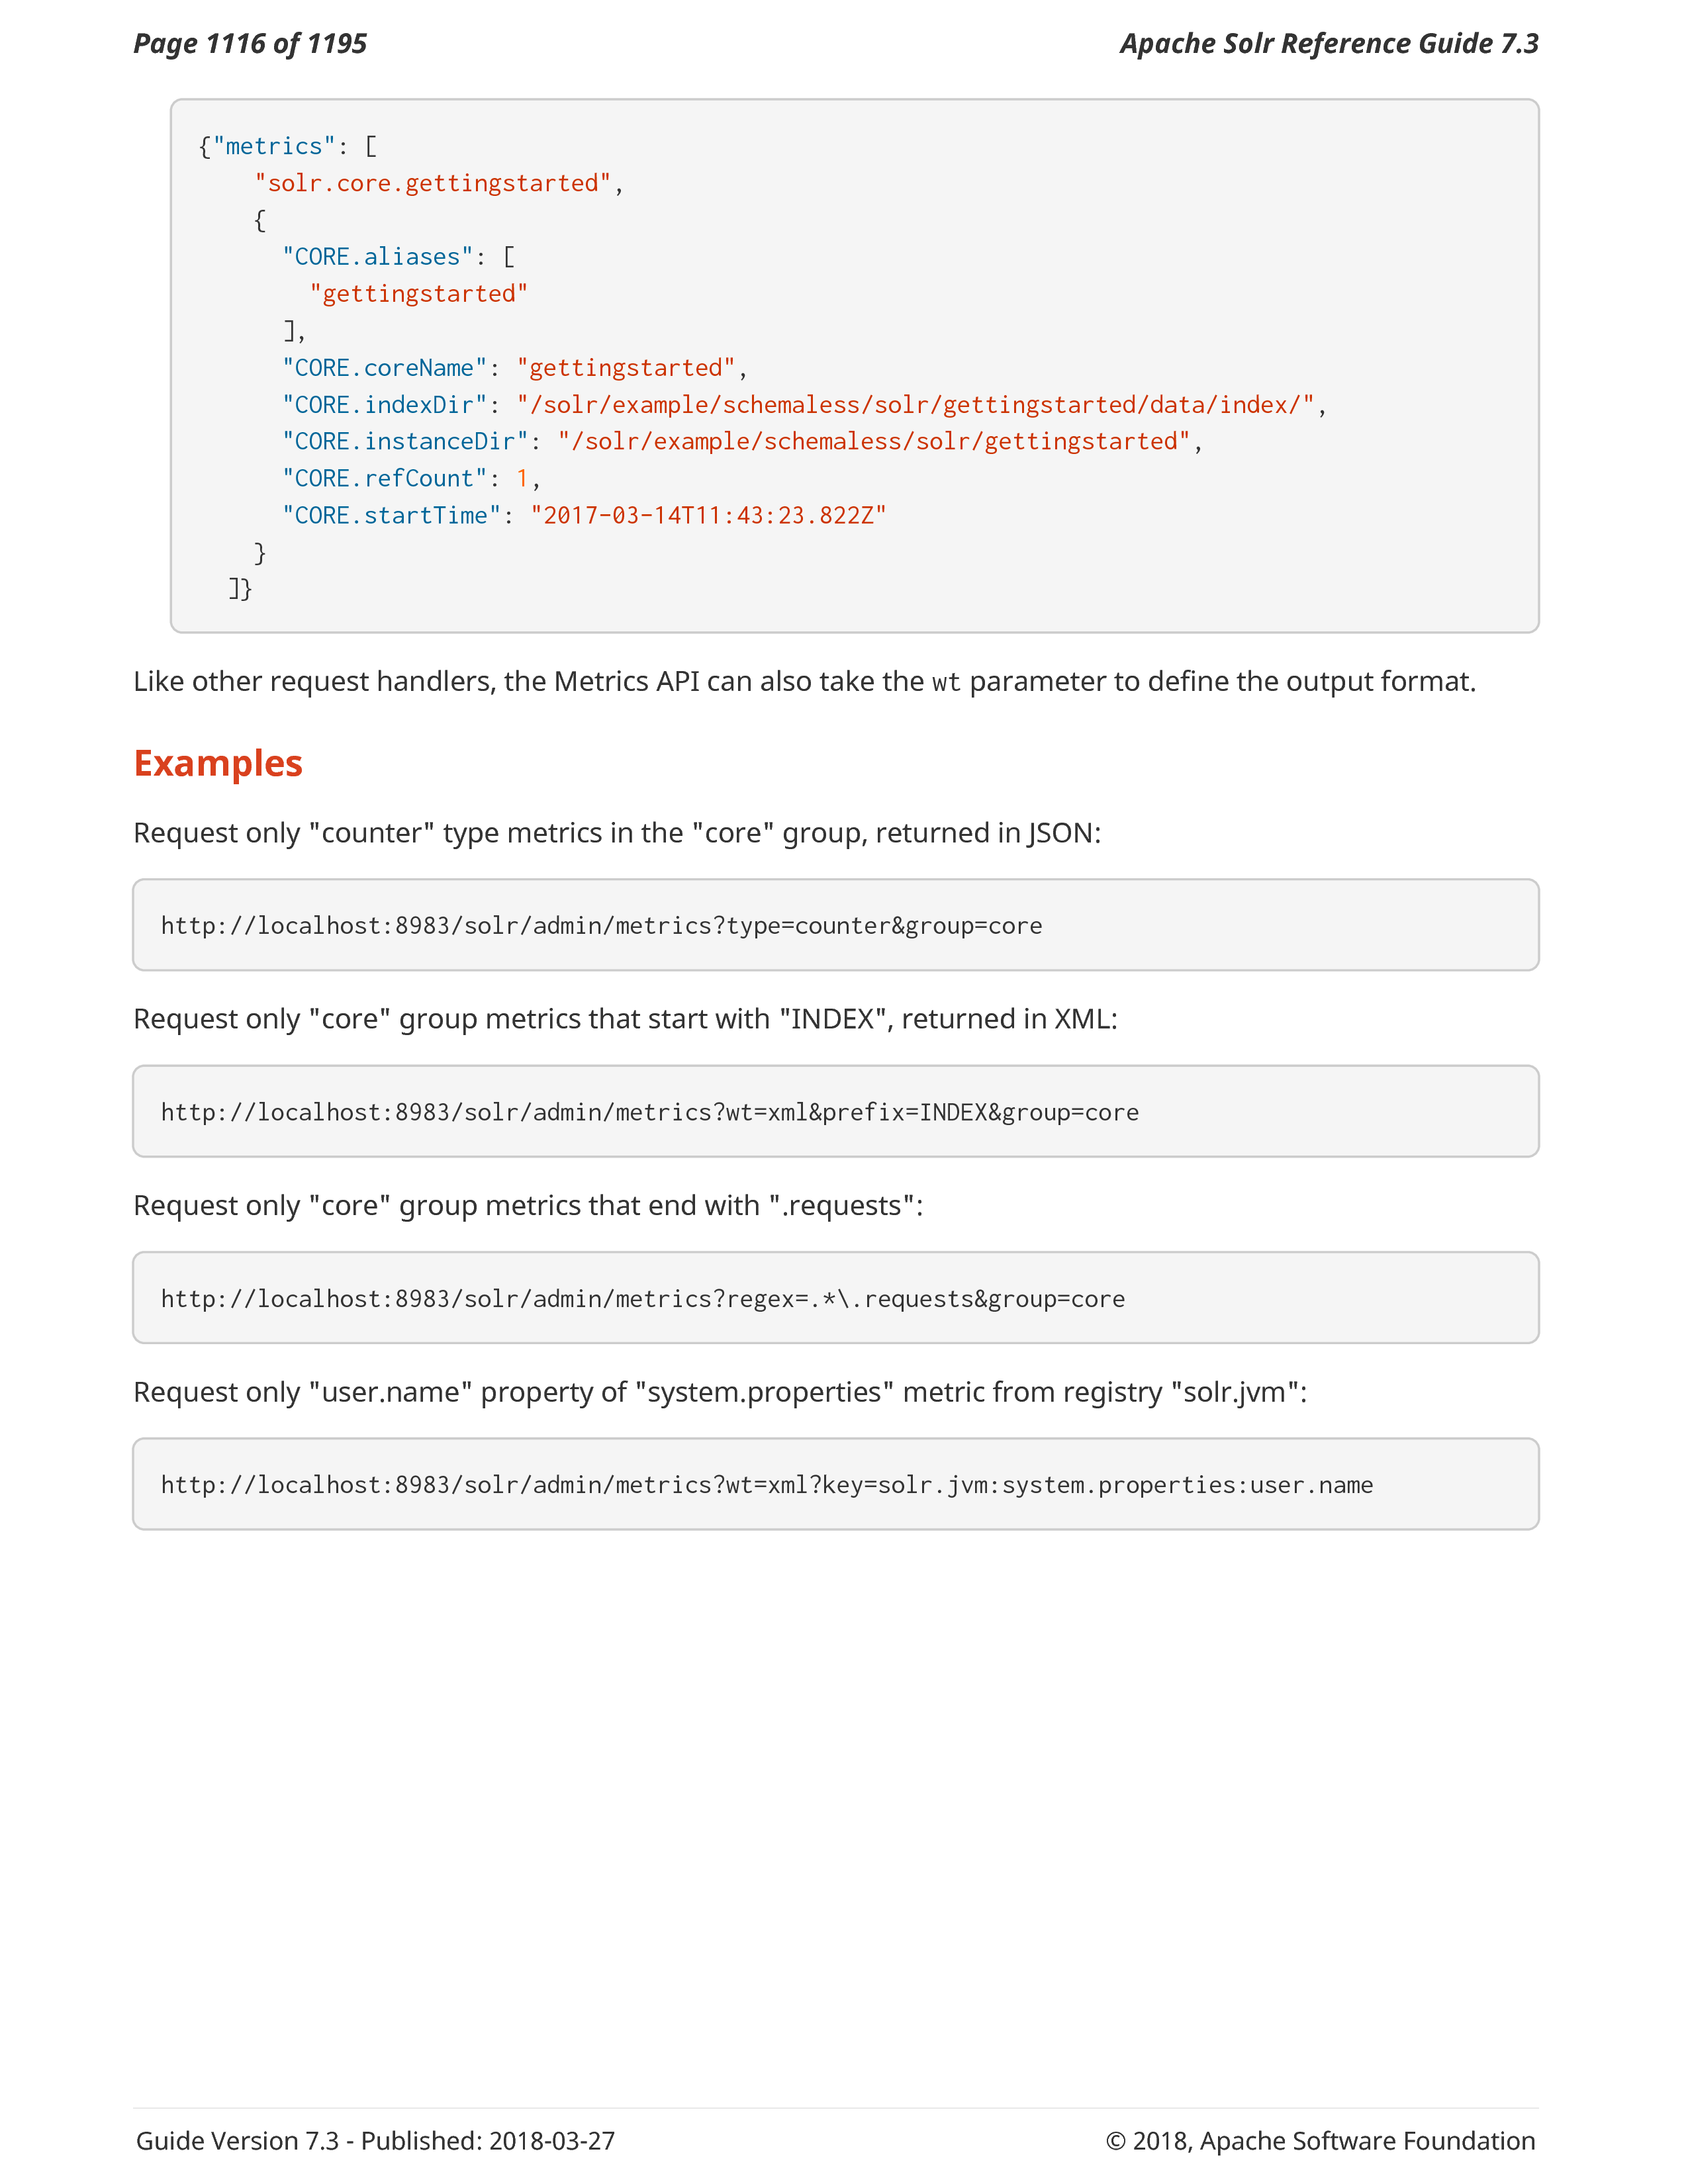 Page 1116 of 1195
Apache Solr Reference Guide 7.3
{"metrics": [
    "solr.core.gettingstarted",
    {
      "CORE.aliases": [
        "gettingstarted"
      ],
      "CORE.coreName": "gettingstarted",
      "CORE.indexDir": "/solr/example/schemaless/solr/gettingstarted/data/index/",
      "CORE.instanceDir": "/solr/example/schemaless/solr/gettingstarted",
      "CORE.refCount": 1,
      "CORE.startTime": "2017-03-14T11:43:23.822Z"
    }
  ]}
Like other request handlers, the Metrics API can also take the wt parameter to define the output format.
Examples
Request only "counter" type metrics in the "core" group, returned in JSON:
http://localhost:8983/solr/admin/metrics?type=counter&group=core
Request only "core" group metrics that start with "INDEX", returned in XML:
http://localhost:8983/solr/admin/metrics?wt=xml&prefix=INDEX&group=core
Request only "core" group metrics that end with ".requests":
http://localhost:8983/solr/admin/metrics?regex=.*\.requests&group=core
Request only "user.name" property of "system.properties" metric from registry "solr.jvm":
http://localhost:8983/solr/admin/metrics?wt=xml?key=solr.jvm:system.properties:user.name
Guide Version 7.3 - Published: 2018-03-27
© 2018, Apache Software Foundation